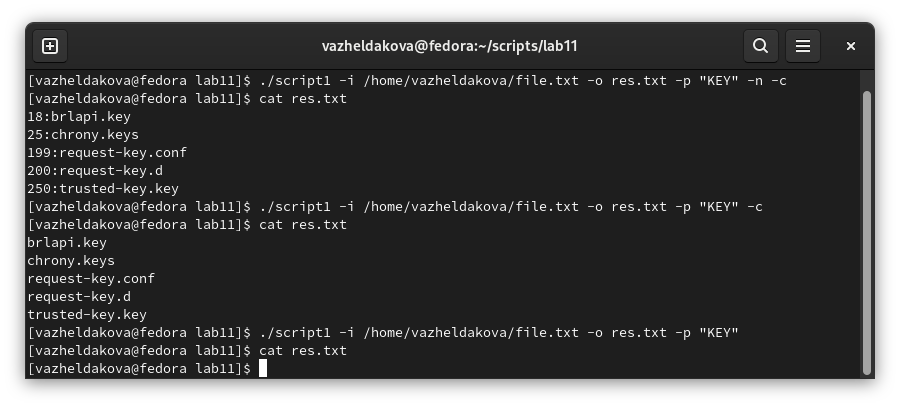 vazheldakova@fedora:~/scripts/lab11
[vazheldakova@fedora lab11]$ ./script1 -i /home/vazheldakova/file.txt -o res.txt -p "KEY" -n -c
[vazheldakova@fedora lab11]$ cat res.txt
18:brlapi.key
25:chrony.keys
199:request-key.conf
200:request-key.d
250:trusted-key.key
[vazheldakova@fedora lab11]$ ./script1 -i /home/vazheldakova/file.txt -o res.txt -p "KEY" -c
[vazheldakova@fedora lab11]$ cat res.txt
brlapi.key
chrony.keys
request-key.conf
request-key.d
trusted-key.key
[vazheldakova@fedora lab11]$ ./script1 -i /home/vazheldakova/file.txt -o res.txt -p "KEY"
[vazheldakova@fedora lab11]$ cat res.txt
[vazheldakova@fedora lab11]$